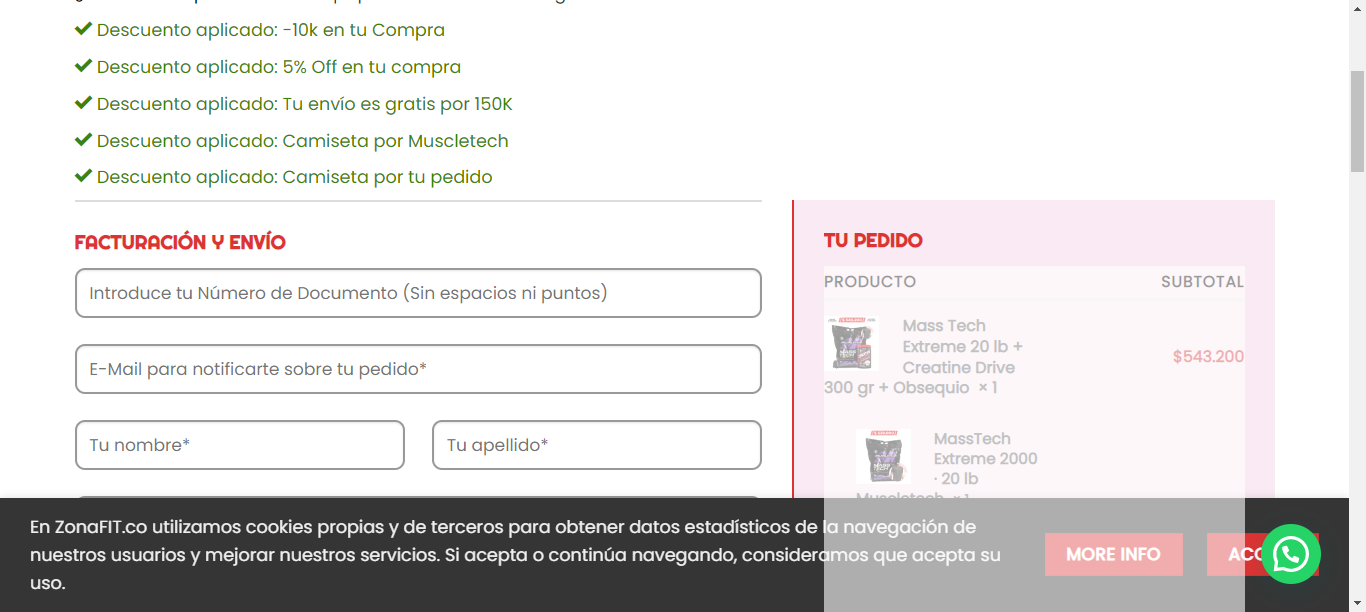 Descuento aplicado: -10k en tu Compra
Descuento aplicado: 5% Off en tu compra
Descuento aplicado: Tu envío es gratis por 150K
Descuento aplicado: Camiseta por Muscletech
Descuento aplicado: Camiseta por tu pedido
FACTURACIÓN Y ENVÍO
Introduce tu Número de Documento (Sin espacios ni puntos)
E-Mail para notificarte sobre tu pedido*
Tu nombre*
Tu apellido*
TU PEDIDO
PRODUCTO
SUBTOTAL
Mass Tech
Extreme 20 lb +
Creatine Drive
300 gr + Obsequio × 1
$543.200
MassTech
Extreme 2000
· 20 lb
Muscletech × 1
En ZonaFIT.co utilizamos cookies propias y de terceros para obtener datos estadísticos de la navegación de
nuestros usuarios y mejorar nuestros servicios. Si acepta o continúa navegando, consideramos que acepta su
uso.
MORE INFO